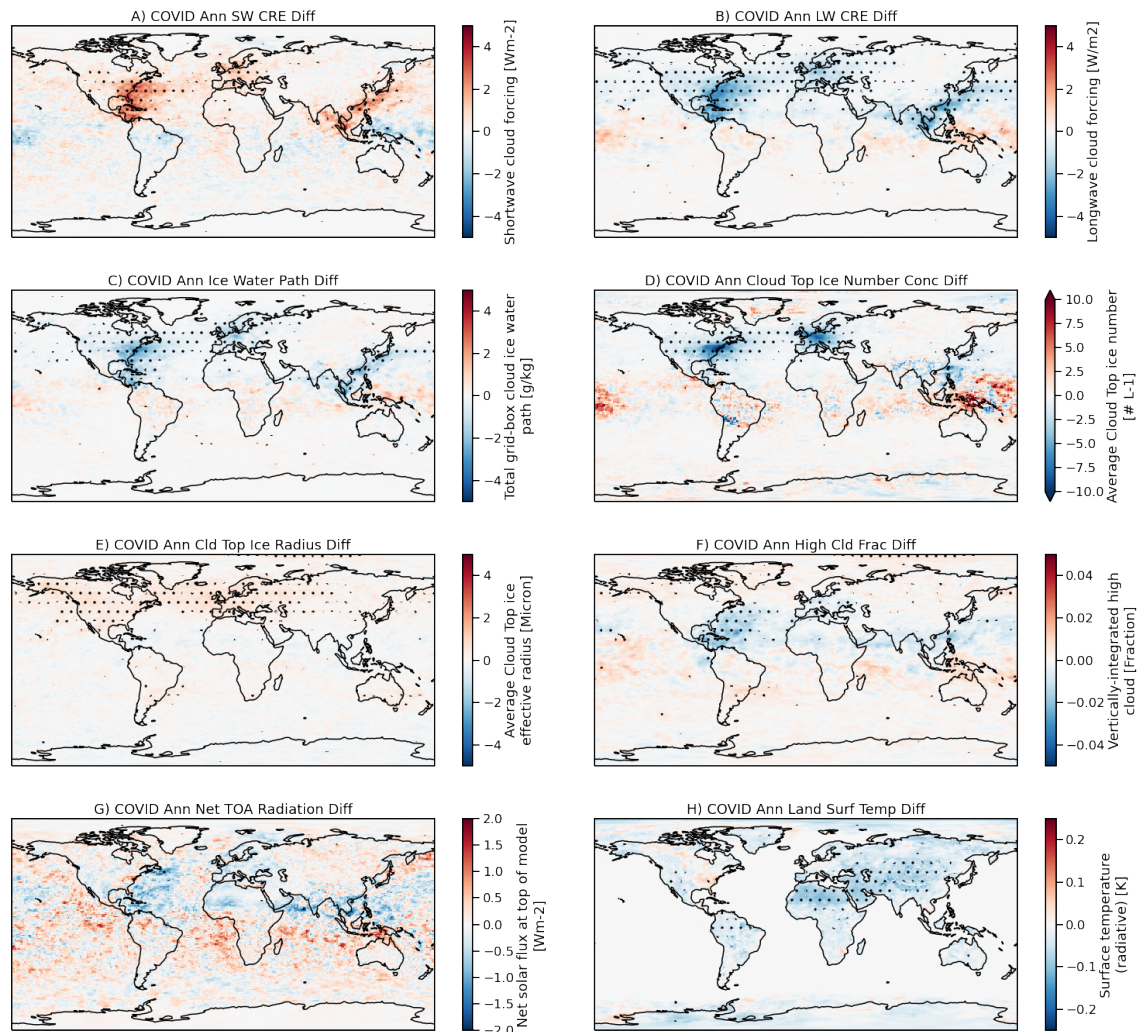 A) COVID Ann SW CRE Diff
4
2
0
−2
−4
Shortwave cloud forcing [Wm-2]
B) COVID Ann LW CRE Diff
4
2
0
−2
−4
Longwave cloud forcing [W/m2]
C) COVID Ann Ice Water Path Diff
4
2
0
−2
−4
Total grid-box cloud ice water
path [g/kg]
D) COVID Ann Cloud Top Ice Number Conc Diff
10.0
7.5
5.0
2.5
0.0
−2.5
−5.0
−7.5
−10.0
Average Cloud Top ice number
[# L-1]
E) COVID Ann Cld Top Ice Radius Diff
4
2
0
−2
−4
Average Cloud Top ice
effective radius [Micron]
F) COVID Ann High Cld Frac Diff
0.04
0.02
0.00
−0.02
−0.04
Vertically-integrated high
cloud [Fraction]
G) COVID Ann Net TOA Radiation Diff
2.0
1.5
1.0
0.5
0.0
−0.5
−1.0
−1.5
−2.0
Net solar flux at top of model
[Wm-2]
H) COVID Ann Land Surf Temp Diff
0.2
0.1
0.0
−0.1
−0.2
Surface temperature
(radiative) [K]